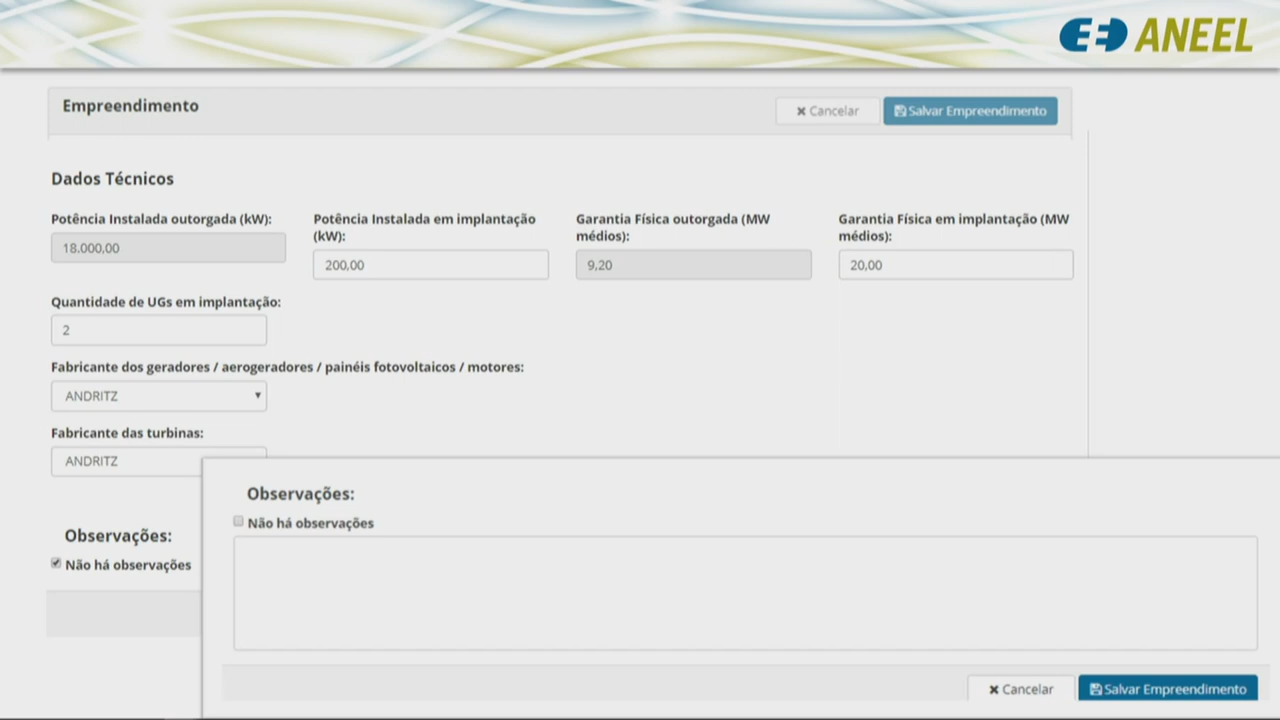 ANEEL
Empreendimento
✖ Cancelar
Salvar Empreendimento
Dados Técnicos
Potência Instalada outorgada (kW):
18.000,00
Potência Instalada em implantação
(kW):
200,00
Garantia Física outorgada (MW
médios):
9,20
Garantia Física em implantação (MW
médios):
20,00
Quantidade de UGs em implantação:
2
Fabricante dos geradores / aerogeradores / painéis fotovoltaicos / motores:
ANDRITZ
Fabricante das turbinas:
ANDRITZ
Observações:
Não há observações
Observações:
Não há observações
✖ Cancelar
Salvar Empreendimento